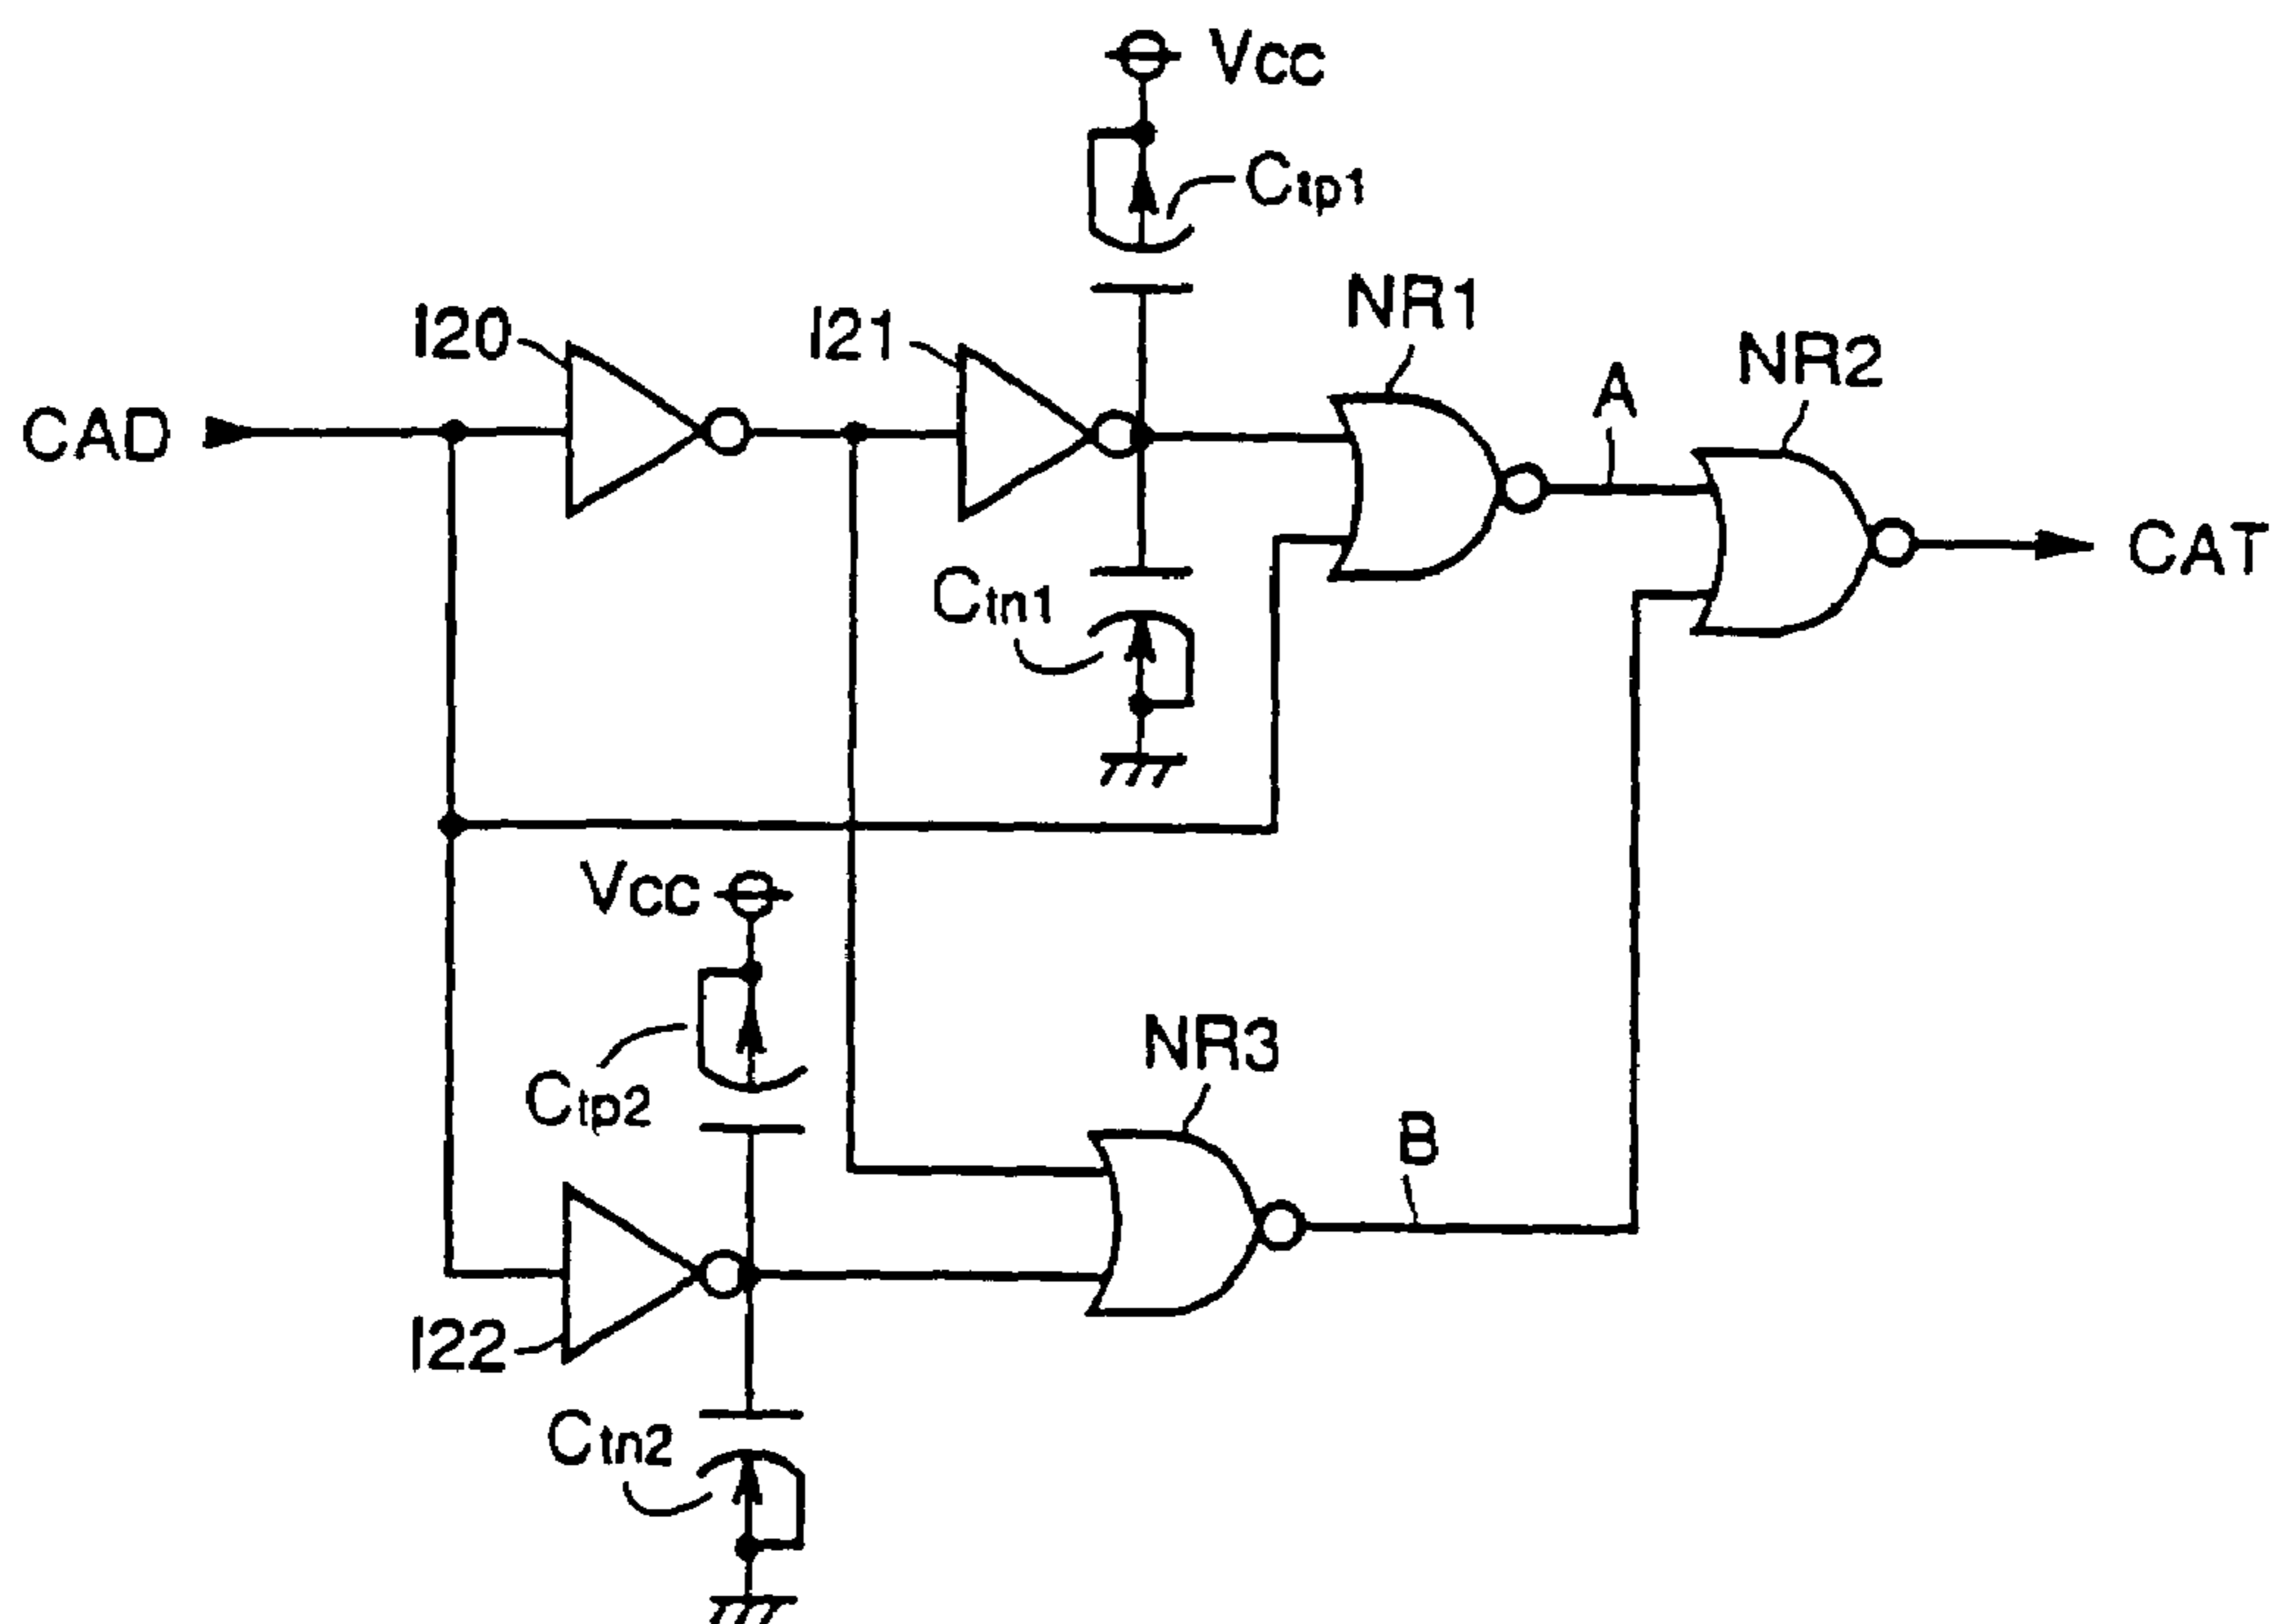 Vcc
Ctp1
I20
I21
NR1
NR2
A
CAD
CAT
Ctn1
Vcc
Ctp2
NR3
B
I22
Ctn2